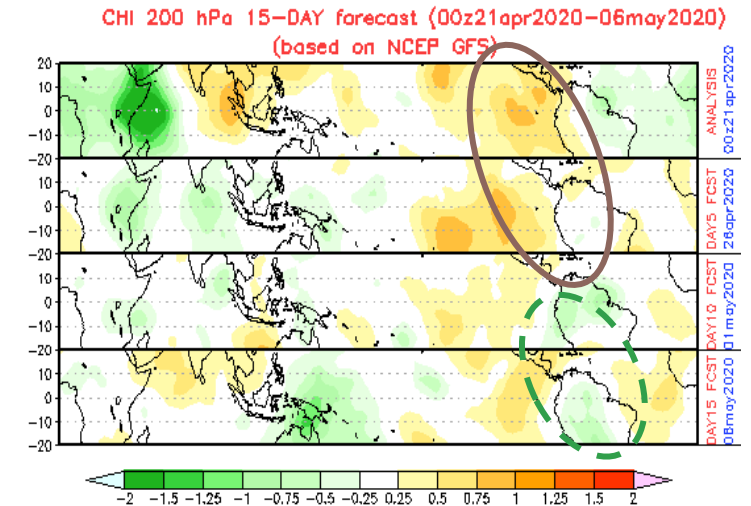 CHI 200 hPa 15-DAY forecast (00z21apr2020-06may2020)
(based on NCEP GFS)
20
10
0
-10
-20
ANALYSIS
00z21apr2020
10
0
-10
-20
DAY5 FCST
26apr2020
10
0
-10
-20
DAY10 FCST
01may2020
10
0
-10
-20
DAY15 FCST
06may2020
-2 -1.5 -1.25 -1 -0.75 -0.5 -0.25 0.25 0.5 0.75 1 1.25 1.5 2